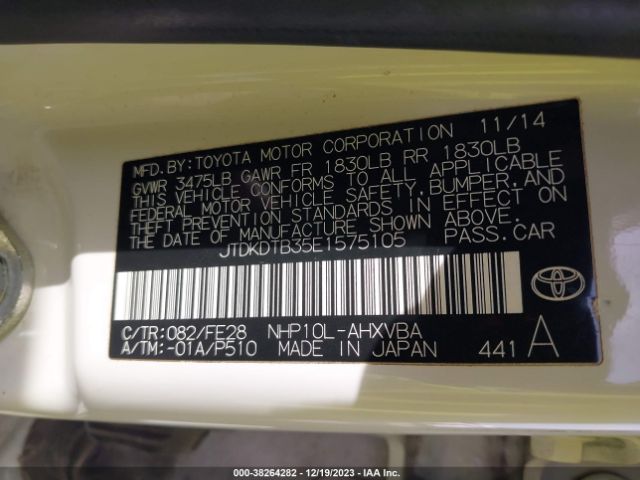 MFD. BY: TOYOTA MOTOR CORPORATION 11/14
GVWR 3475LB GAWR FR 1830LB RR 1830LB
THIS VEHICLE CONFORMS TO ALL APPLICABLE
FEDERAL MOTOR VEHICLE SAFETY, BUMPER, AND
THEFT PREVENTION STANDARDS IN EFFECT ON
THE DATE OF MANUFACTURE SHOWN ABOVE.
JTDKDTB35E1575105 PASS. CAR
C/TR: 082/FE28 NHP10L-AHXVBA
A/TM: -01A/P510 MADE IN JAPAN 441 A
000-38264282 - 12/19/2023 - IAA Inc.